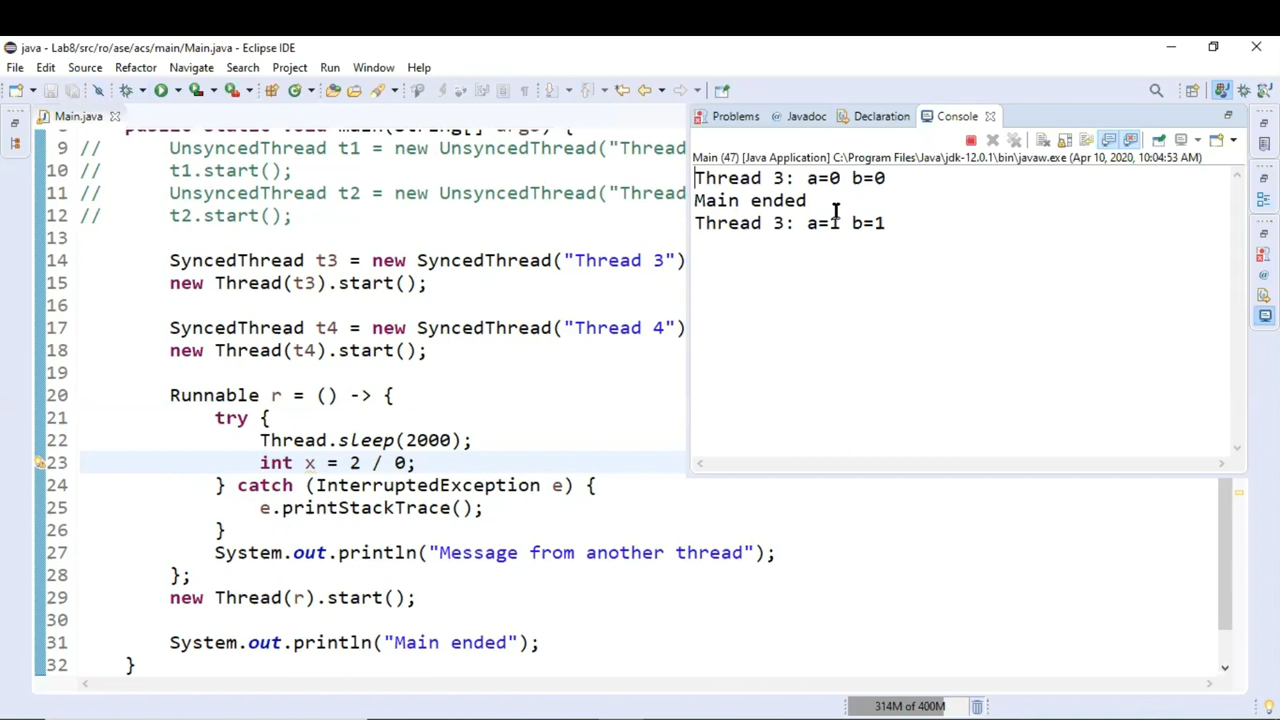 java - Lab8/src/ro/ase/acs/main/Main.java - Eclipse IDE
File Edit Source Refactor Navigate Search Project Run Window Help
Main.java
Problems @ Javadoc Declaration Console
Main (47) [Java Application] C:\Program Files\Java\jdk-12.0.1\bin\javaw.exe (Apr 10, 2020, 10:04:53 AM)
Thread 3: a=0 b=0
Main ended
Thread 3: a=1 b=1
public static void main(String[] args) {
9 // UnsyncedThread t1 = new UnsyncedThread("Thread
10 // t1.start();
11 // UnsyncedThread t2 = new UnsyncedThread("Thread
12 // t2.start();
13
14 SyncedThread t3 = new SyncedThread("Thread 3")
15 new Thread(t3).start();
16
17 SyncedThread t4 = new SyncedThread("Thread 4")
18 new Thread(t4).start();
19
20 Runnable r = () -> {
21 try {
22 Thread.sleep(2000);
23 int x = 2 / 0;
24 } catch (InterruptedException e) {
25 e.printStackTrace();
26 }
27 System.out.println("Message from another thread");
28 };
29 new Thread(r).start();
30
31 System.out.println("Main ended");
32 }
314M of 400M